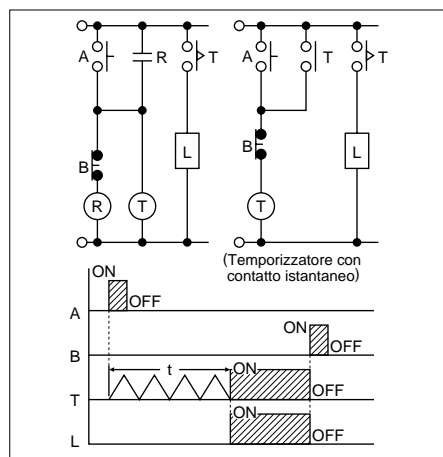 A R T A T T
B L B L
R T T
(Temporizzatore con
contatto istantaneo)
ON
OFF
A
ON
OFF
B
t
ON
OFF
T
ON
OFF
L